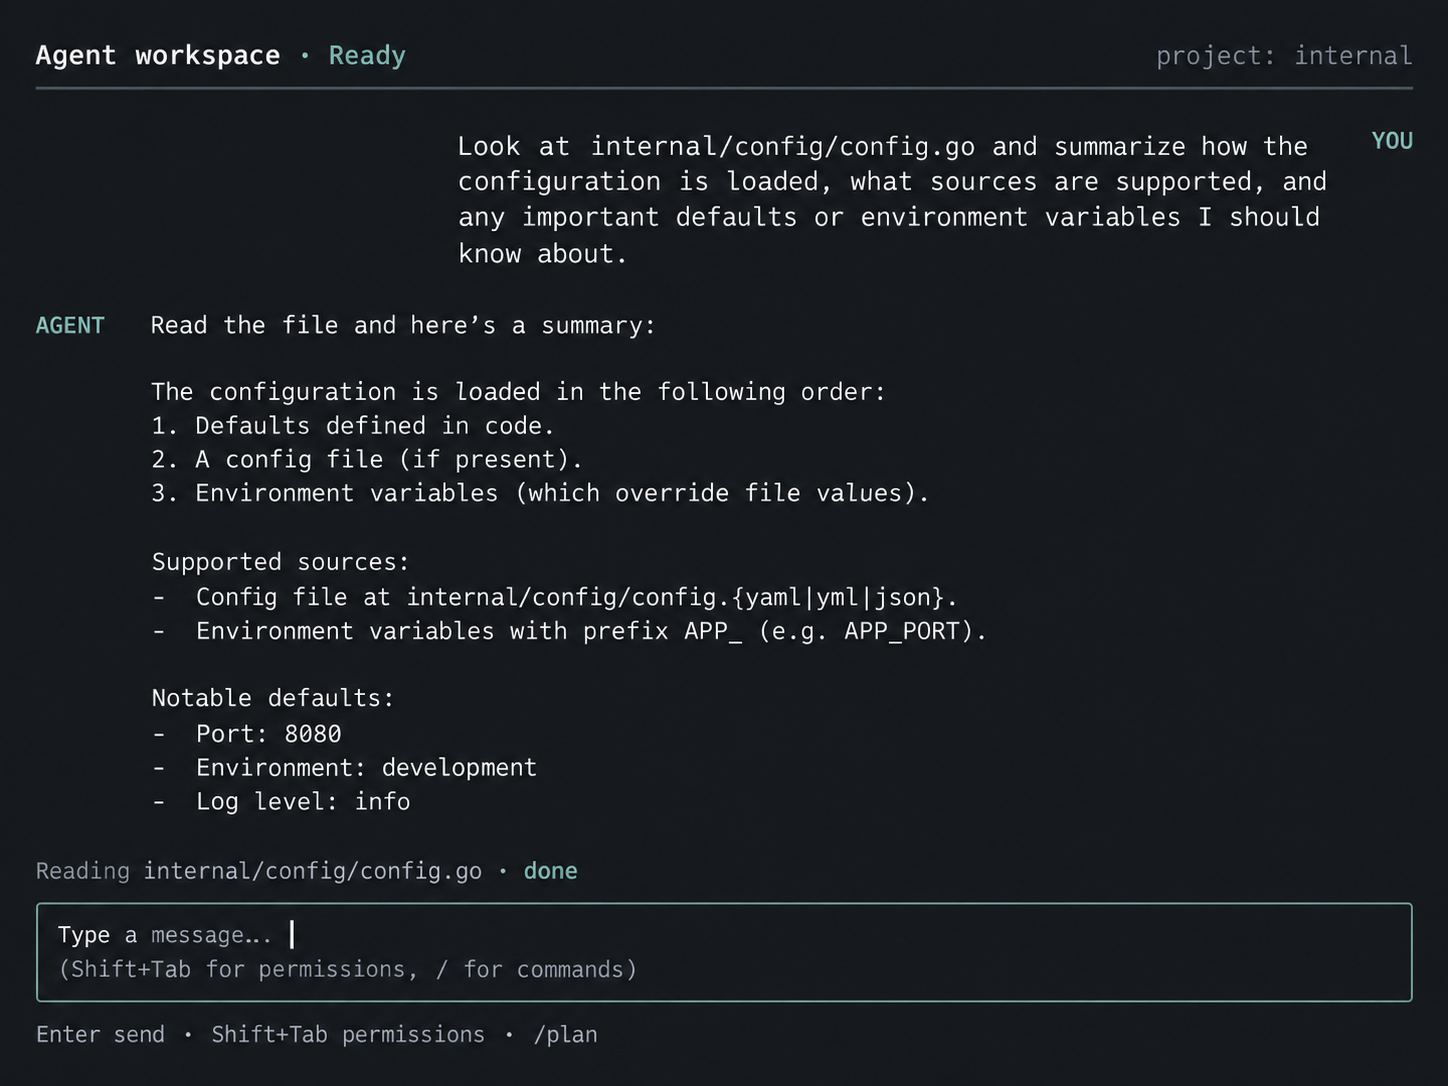 Agent workspace · Ready
project: internal
Look at internal/config/config.go and summarize how the
YOU
configuration is loaded, what sources are supported, and
any important defaults or environment variables I should
know about.
AGENT
Read the file and here’s a summary:
The configuration is loaded in the following order:
1. Defaults defined in code.
2. A config file (if present).
3. Environment variables (which override file values).
Supported sources:
- Config file at internal/config/config.{yaml|yml|json}.
- Environment variables with prefix APP_ (e.g. APP_PORT).
Notable defaults:
- Port: 8080
- Environment: development
- Log level: info
Reading internal/config/config.go · done
Type a message...
(Shift+Tab for permissions, / for commands)
Enter send · Shift+Tab permissions · /plan